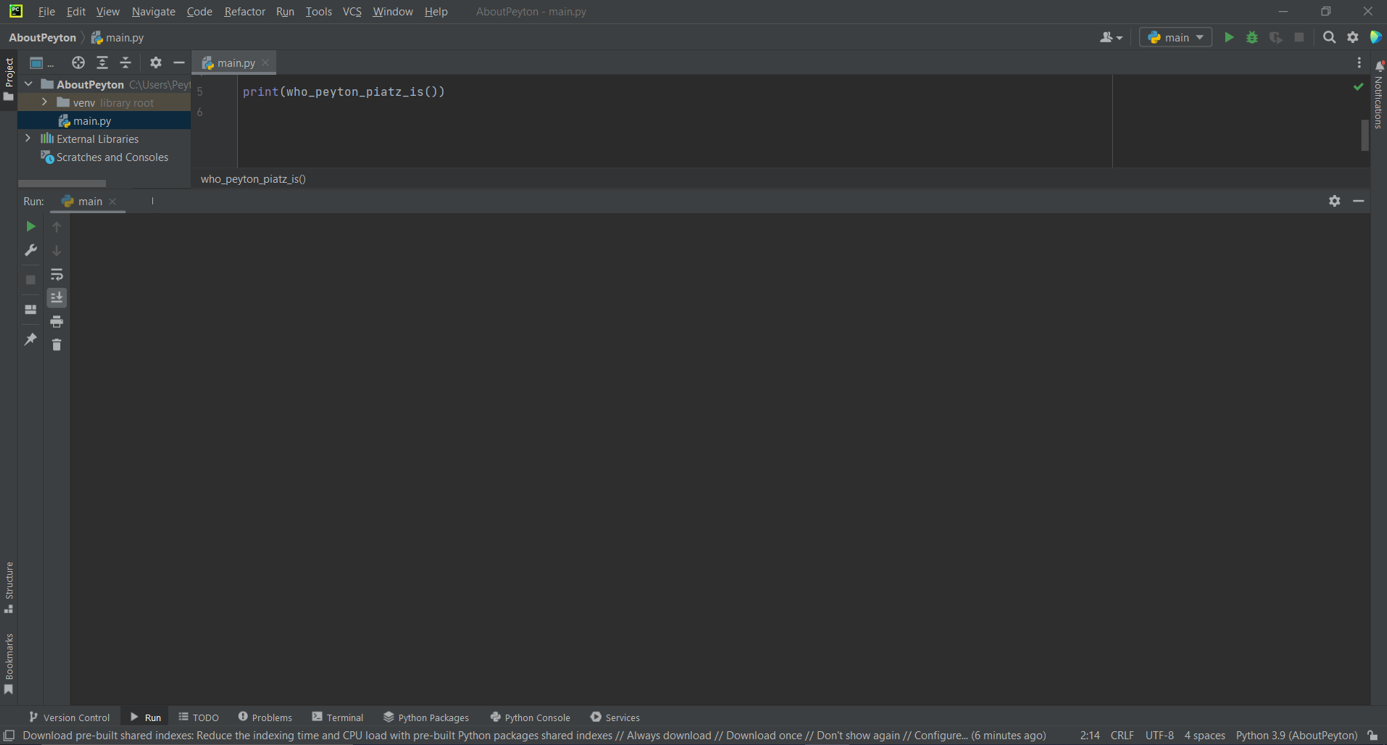 PC File Edit View Navigate Code Refactor Run Tools VCS Window Help AboutPeyton - main.py
AboutPeyton main.py main
Project ... main.py
AboutPeyton C:\Users\Peyt
venv library root
main.py
External Libraries
Scratches and Consoles
5 print(who_peyton_piatz_is())
6
who_peyton_piatz_is()
Notifications
Run: main
Structure
Bookmarks
Version Control Run TODO Problems Terminal Python Packages Python Console Services
Download pre-built shared indexes: Reduce the indexing time and CPU load with pre-built Python packages shared indexes // Always download // Download once // Don't show again // Configure... (6 minutes ago) 2:14 CRLF UTF-8 4 spaces Python 3.9 (AboutPeyton)